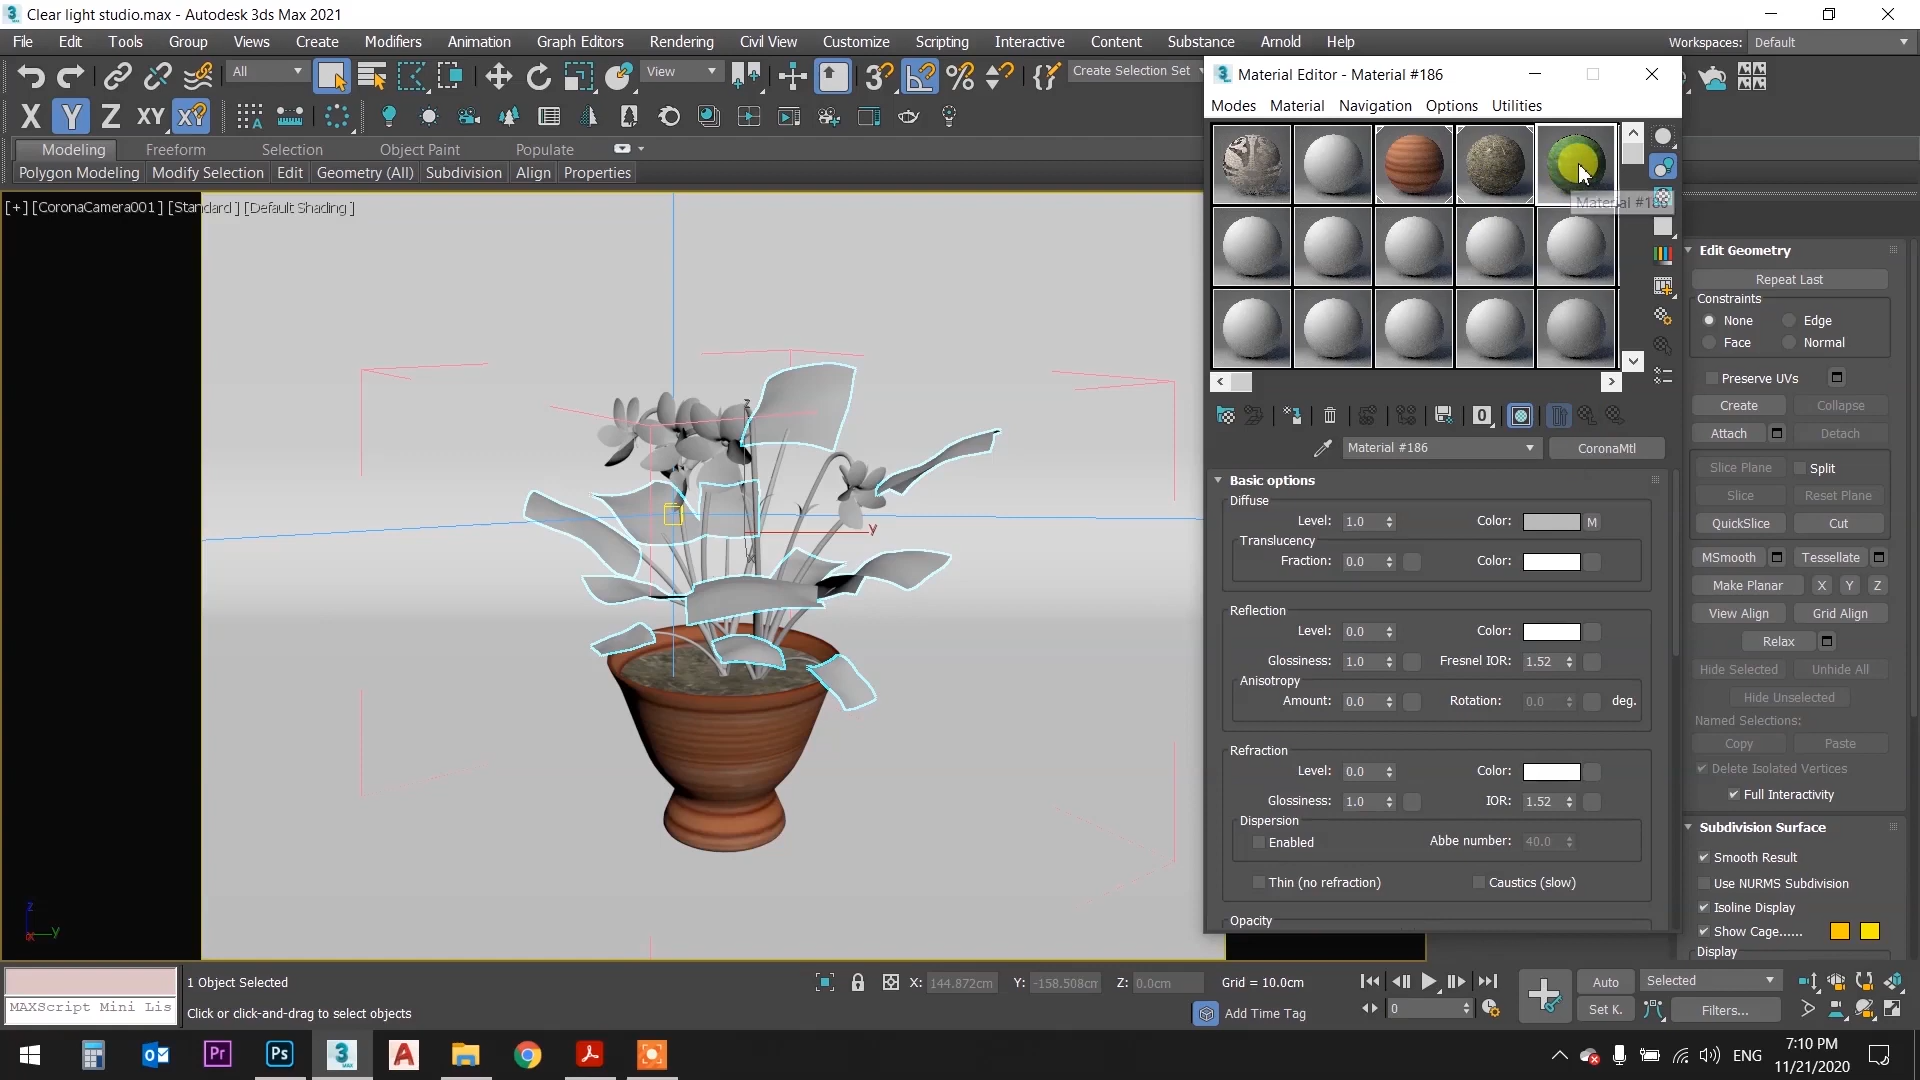 Clear light studio.max - Autodesk 3ds Max 2021
File Edit Tools Group Views Create Modifiers Animation Graph Editors Rendering Civil View Customize Scripting Interactive Content Substance Arnold Help
Workspaces: Default
All
View
Create Selection Set
X Y Z XY
Modeling Freeform Selection Object Paint Populate
Polygon Modeling Modify Selection Edit Geometry (All) Subdivision Align Properties
[+] [CoronaCamera001] [Standard] [Default Shading]
Material Editor - Material #186
Modes Material Navigation Options Utilities
Material #186
Material #186
CoronaMtl
Basic options
Diffuse
Level: 1.0 Color: M
Translucency
Fraction: 0.0 Color:
Reflection
Level: 0.0 Color:
Glossiness: 1.0 Fresnel IOR: 1.52
Anisotropy
Amount: 0.0 Rotation: 0.0 deg.
Refraction
Level: 0.0 Color:
Glossiness: 1.0 IOR: 1.52
Dispersion
Enabled Abbe number: 40.0
Thin (no refraction) Caustics (slow)
Opacity
Edit Geometry
Repeat Last
Constraints
None Edge
Face Normal
Preserve UVs
Create Collapse
Attach Detach
Slice Plane Split
Slice Reset Plane
QuickSlice Cut
MSmooth Tessellate
Make Planar X Y Z
View Align Grid Align
Relax
Hide Selected Unhide All
Hide Unselected
Named Selections:
Copy Paste
Delete Isolated Vertices
Full Interactivity
Subdivision Surface
Smooth Result
Use NURMS Subdivision
Isoline Display
Show Cage......
Display
z
y
z
x y
MAXScript Mini Lis
1 Object Selected
Click or click-and-drag to select objects
X: 144.872cm Y: -158.508cm Z: 0.0cm Grid = 10.0cm
Add Time Tag
0
Auto Selected
Set K. Filters...
ENG
7:10 PM
11/21/2020